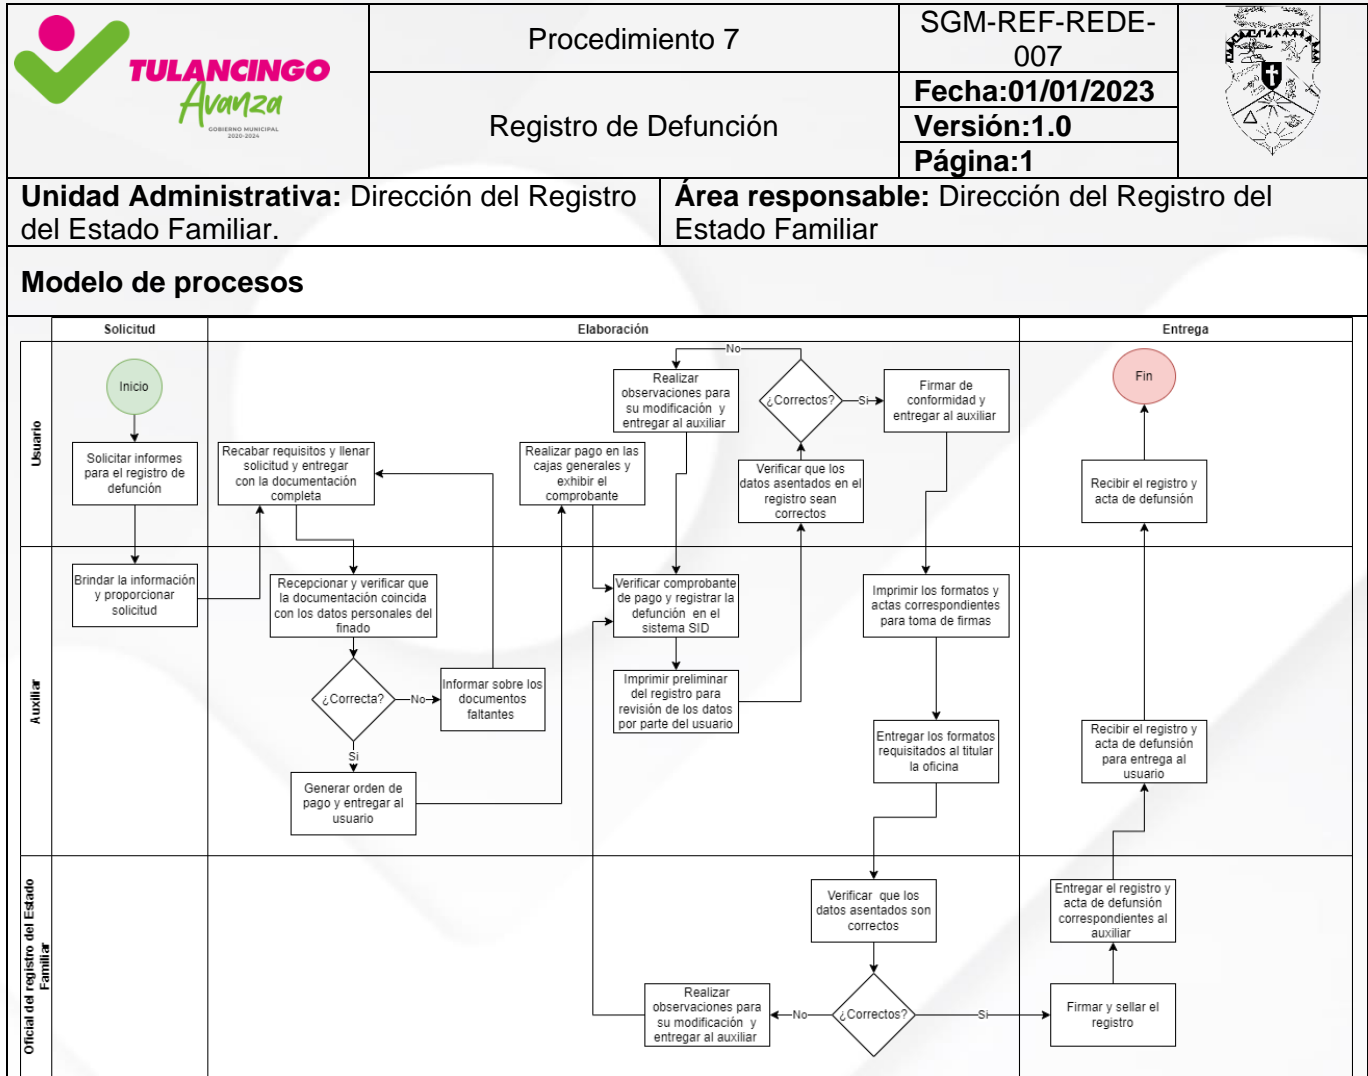 TULANCINGO
Avanza
GOBIERNO MUNICIPAL
2020-2024
Procedimiento 7
Registro de Defunción
SGM-REF-REDE-
007
Fecha:01/01/2023
Versión:1.0
Página:1
Unidad Administrativa: Dirección del Registro
del Estado Familiar.
Área responsable: Dirección del Registro del
Estado Familiar
Modelo de procesos
Solicitud
Elaboración
Entrega
Usuario
Inicio
Solicitar informes
para el registro de
defunción
Recabar requisitos y llenar
solicitud y entregar
con la documentación
completa
Realizar pago en las
cajas generales y
exhibir el
comprobante
Realizar
observaciones para
su modificación y
entregar al auxiliar
No
¿Correctos?
Si
Verificar que los
datos asentados en el
registro sean
correctos
Firmar de
conformidad y
entregar al auxiliar
Fin
Recibir el registro y
acta de defunsión
Auxiliar
Brindar la información
y proporcionar
solicitud
Recepcionar y verificar que
la documentación coincida
con los datos personales del
finado
¿Correcta?
No
Informar sobre los
documentos
faltantes
Si
Generar orden de
pago y entregar al
usuario
Verificar comprobante
de pago y registrar la
defunción en el
sistema SID
Imprimir preliminar
del registro para
revisión de los datos
por parte del usuario
Imprimir los formatos y
actas correspondientes
para toma de firmas
Entregar los formatos
requisitados al titular
la oficina
Recibir el registro y
acta de defunsión
para entrega al
usuario
Oficial del registro del Estado
Familiar
Verificar que los
datos asentados son
correctos
¿Correctos?
No
Realizar
observaciones para
su modificación y
entregar al auxiliar
Si
Firmar y sellar el
registro
Entregar el registro y
acta de defunsión
correspondientes al
auxiliar